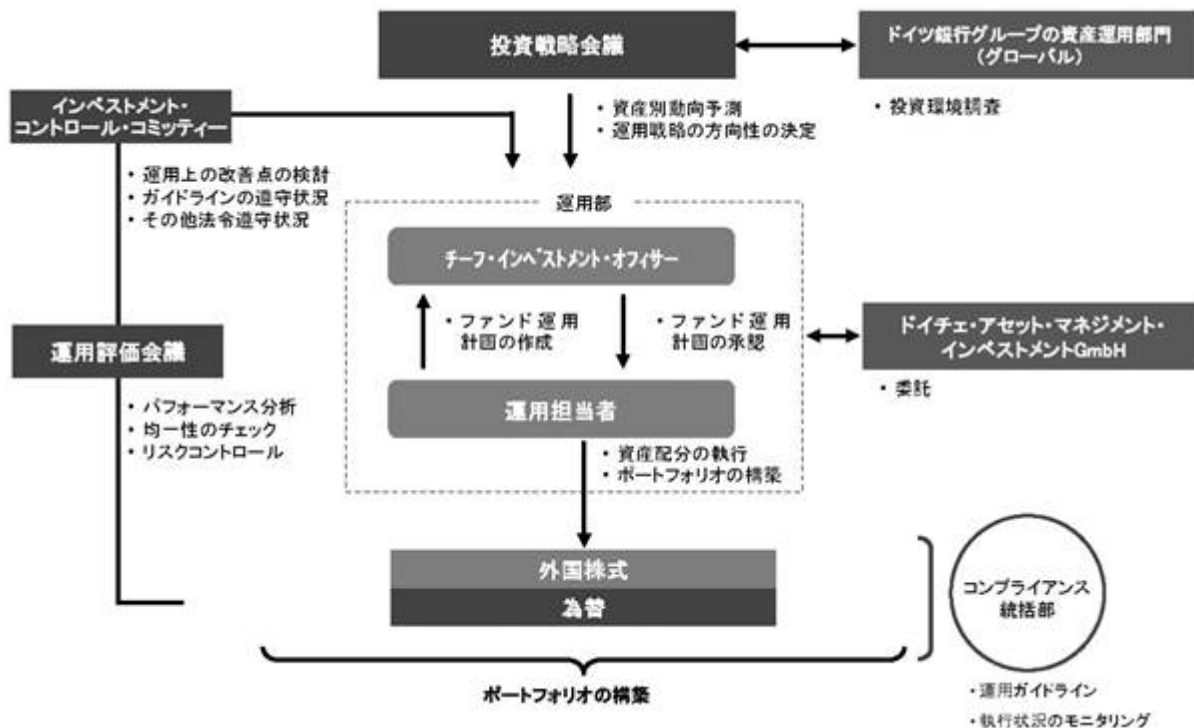 投資戦略会議
ドイツ銀行グループの資産運用部門
(グローバル)
・投資環境調査
・資産別動向予測
・運用戦略の方向性の決定
インベストメント・
コントロール・コミッティー
・運用上の改善点の検討
・ガイドラインの遵守状況
・その他法令遵守状況
運用部
チーフ・インベストメント・オフィサー
・ファンド運用
計画の作成
・ファンド運用
計画の承認
運用担当者
・資産配分の執行
・ポートフォリオの構築
ドイチェ・アセット・マネジメント・
インベストメントGmbH
・委託
運用評価会議
・パフォーマンス分析
・均一性のチェック
・リスクコントロール
外国株式
為替
ポートフォリオの構築
コンプライアンス
統括部
・運用ガイドライン
・執行状況のモニタリング